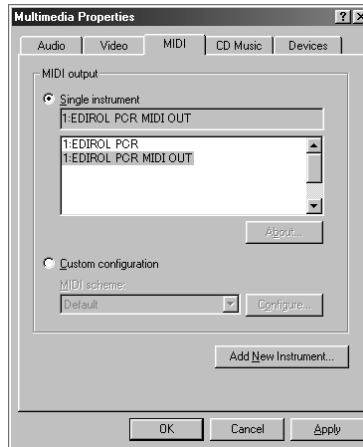 Multimedia Properties
Audio Video MIDI CD Music Devices
MIDI output
Single instrument
1:EDIROL PCR MIDI OUT
1:EDIROL PCR
1:EDIROL PCR MIDI OUT
About...
Custom configuration
MIDI scheme:
Default Configure...
Add New Instrument...
OK Cancel Apply